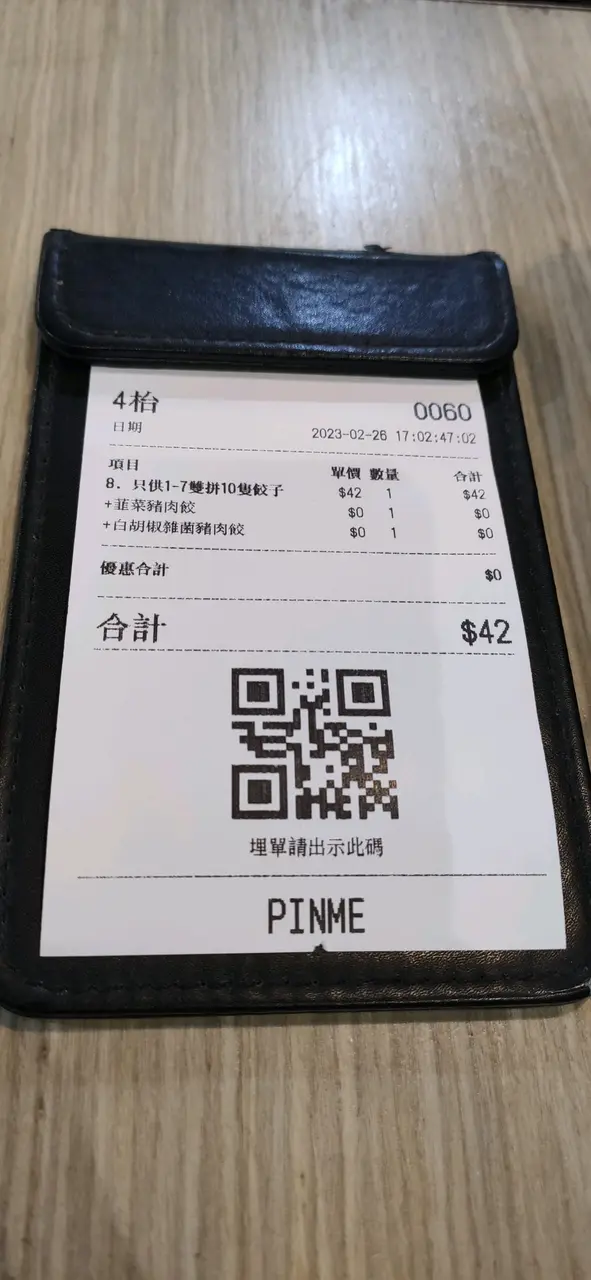 4枱 0060
日期 2023-02-26 17:02:47:02
項目 單價 數量 合計
8. 只供1-7雙拼10隻餃子 $42 1 $42
+韮菜豬肉餃 $0 1 $0
+白胡椒雜菌豬肉餃 $0 1 $0
優惠合計 $0
合計 $42
埋單請出示此碼
PINME